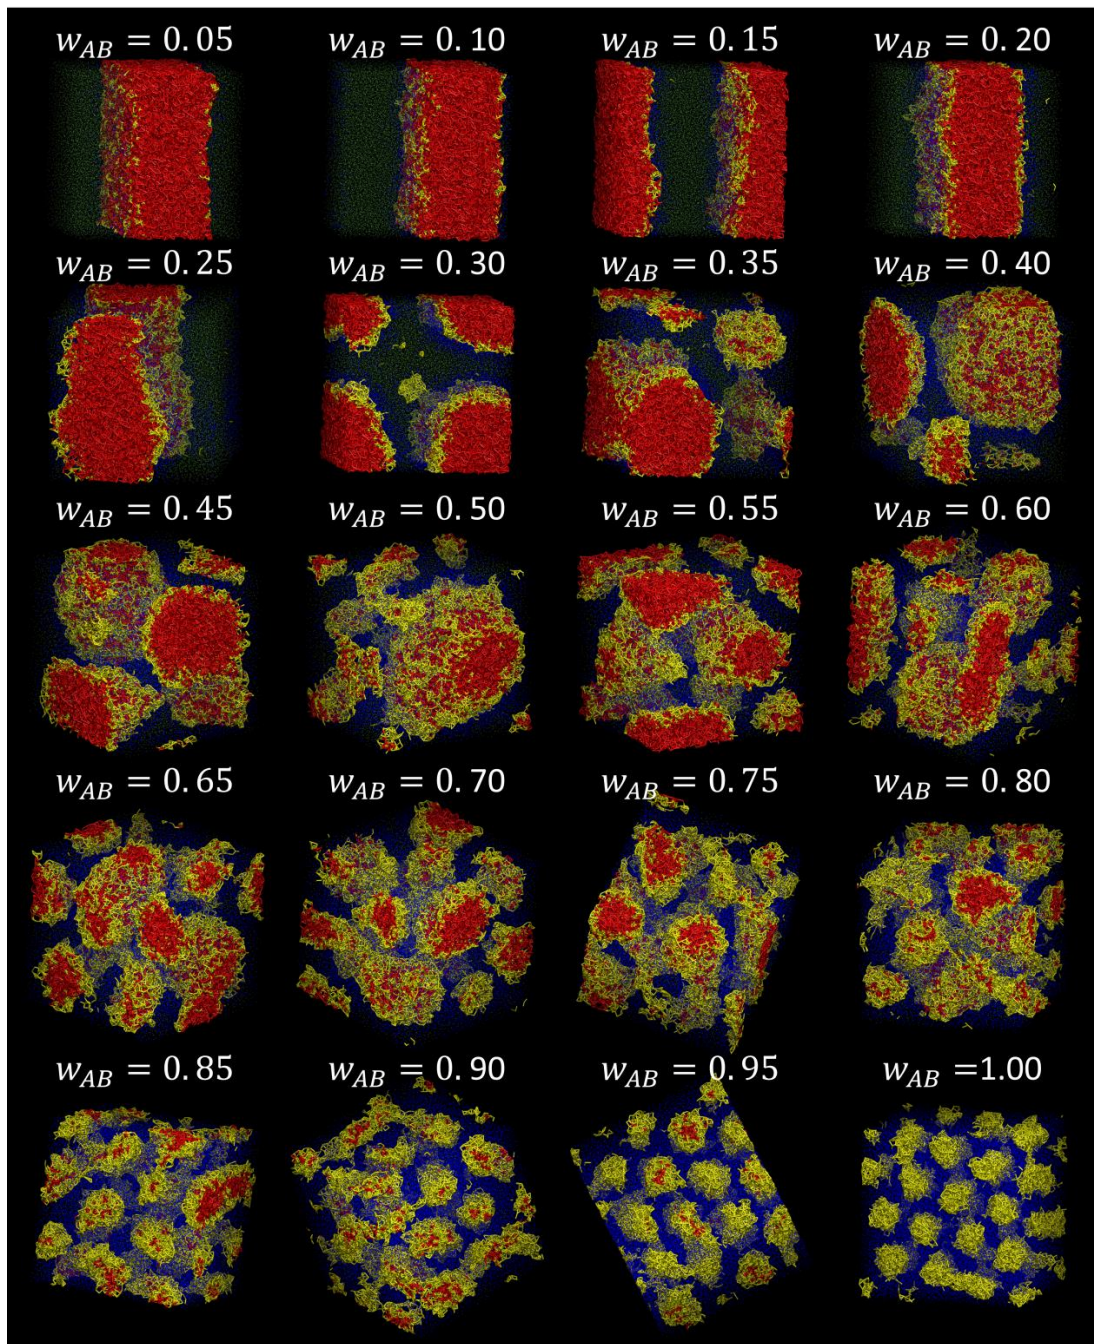 w_AB = 0.05
w_AB = 0.10
w_AB = 0.15
w_AB = 0.20
w_AB = 0.25
w_AB = 0.30
w_AB = 0.35
w_AB = 0.40
w_AB = 0.45
w_AB = 0.50
w_AB = 0.55
w_AB = 0.60
w_AB = 0.65
w_AB = 0.70
w_AB = 0.75
w_AB = 0.80
w_AB = 0.85
w_AB = 0.90
w_AB = 0.95
w_AB =1.00